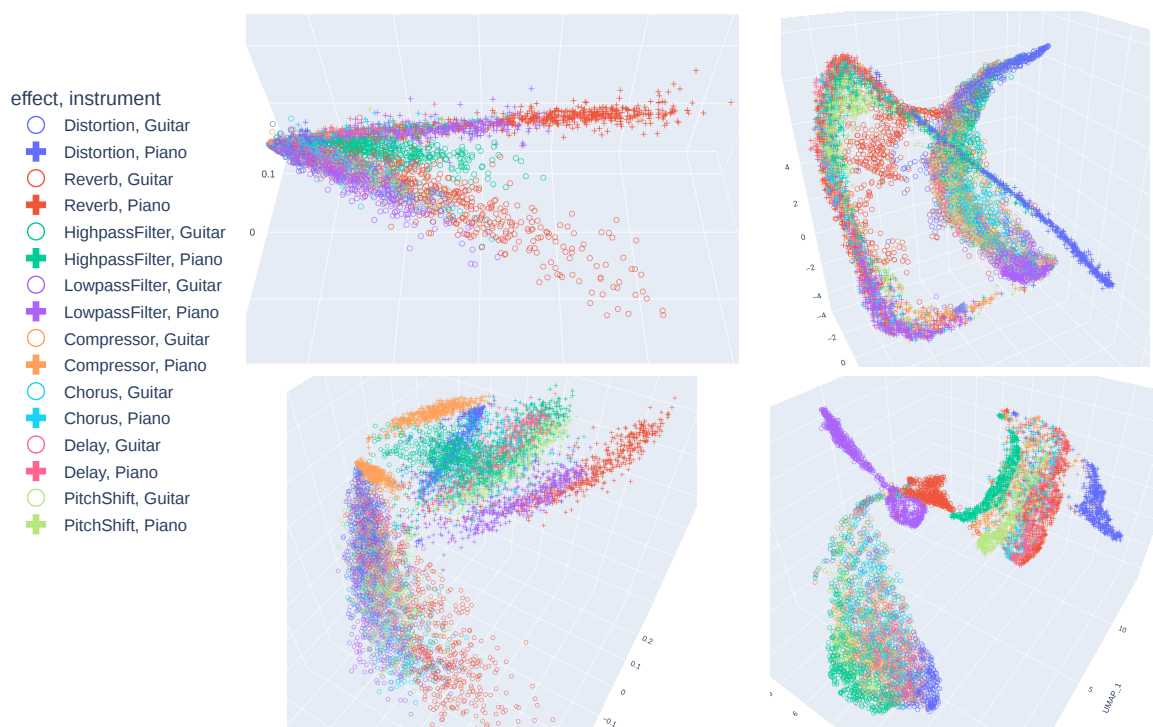 effect, instrument
Distortion, Guitar
Distortion, Piano
Reverb, Guitar
Reverb, Piano
HighpassFilter, Guitar
HighpassFilter, Piano
LowpassFilter, Guitar
LowpassFilter, Piano
Compressor, Guitar
Compressor, Piano
Chorus, Guitar
Chorus, Piano
Delay, Guitar
Delay, Piano
PitchShift, Guitar
PitchShift, Piano
0.1
0
4
2
0
−2
−4
−4
−2
0
0.2
0.1
0
−0.1
10
5
UMAP_1
6